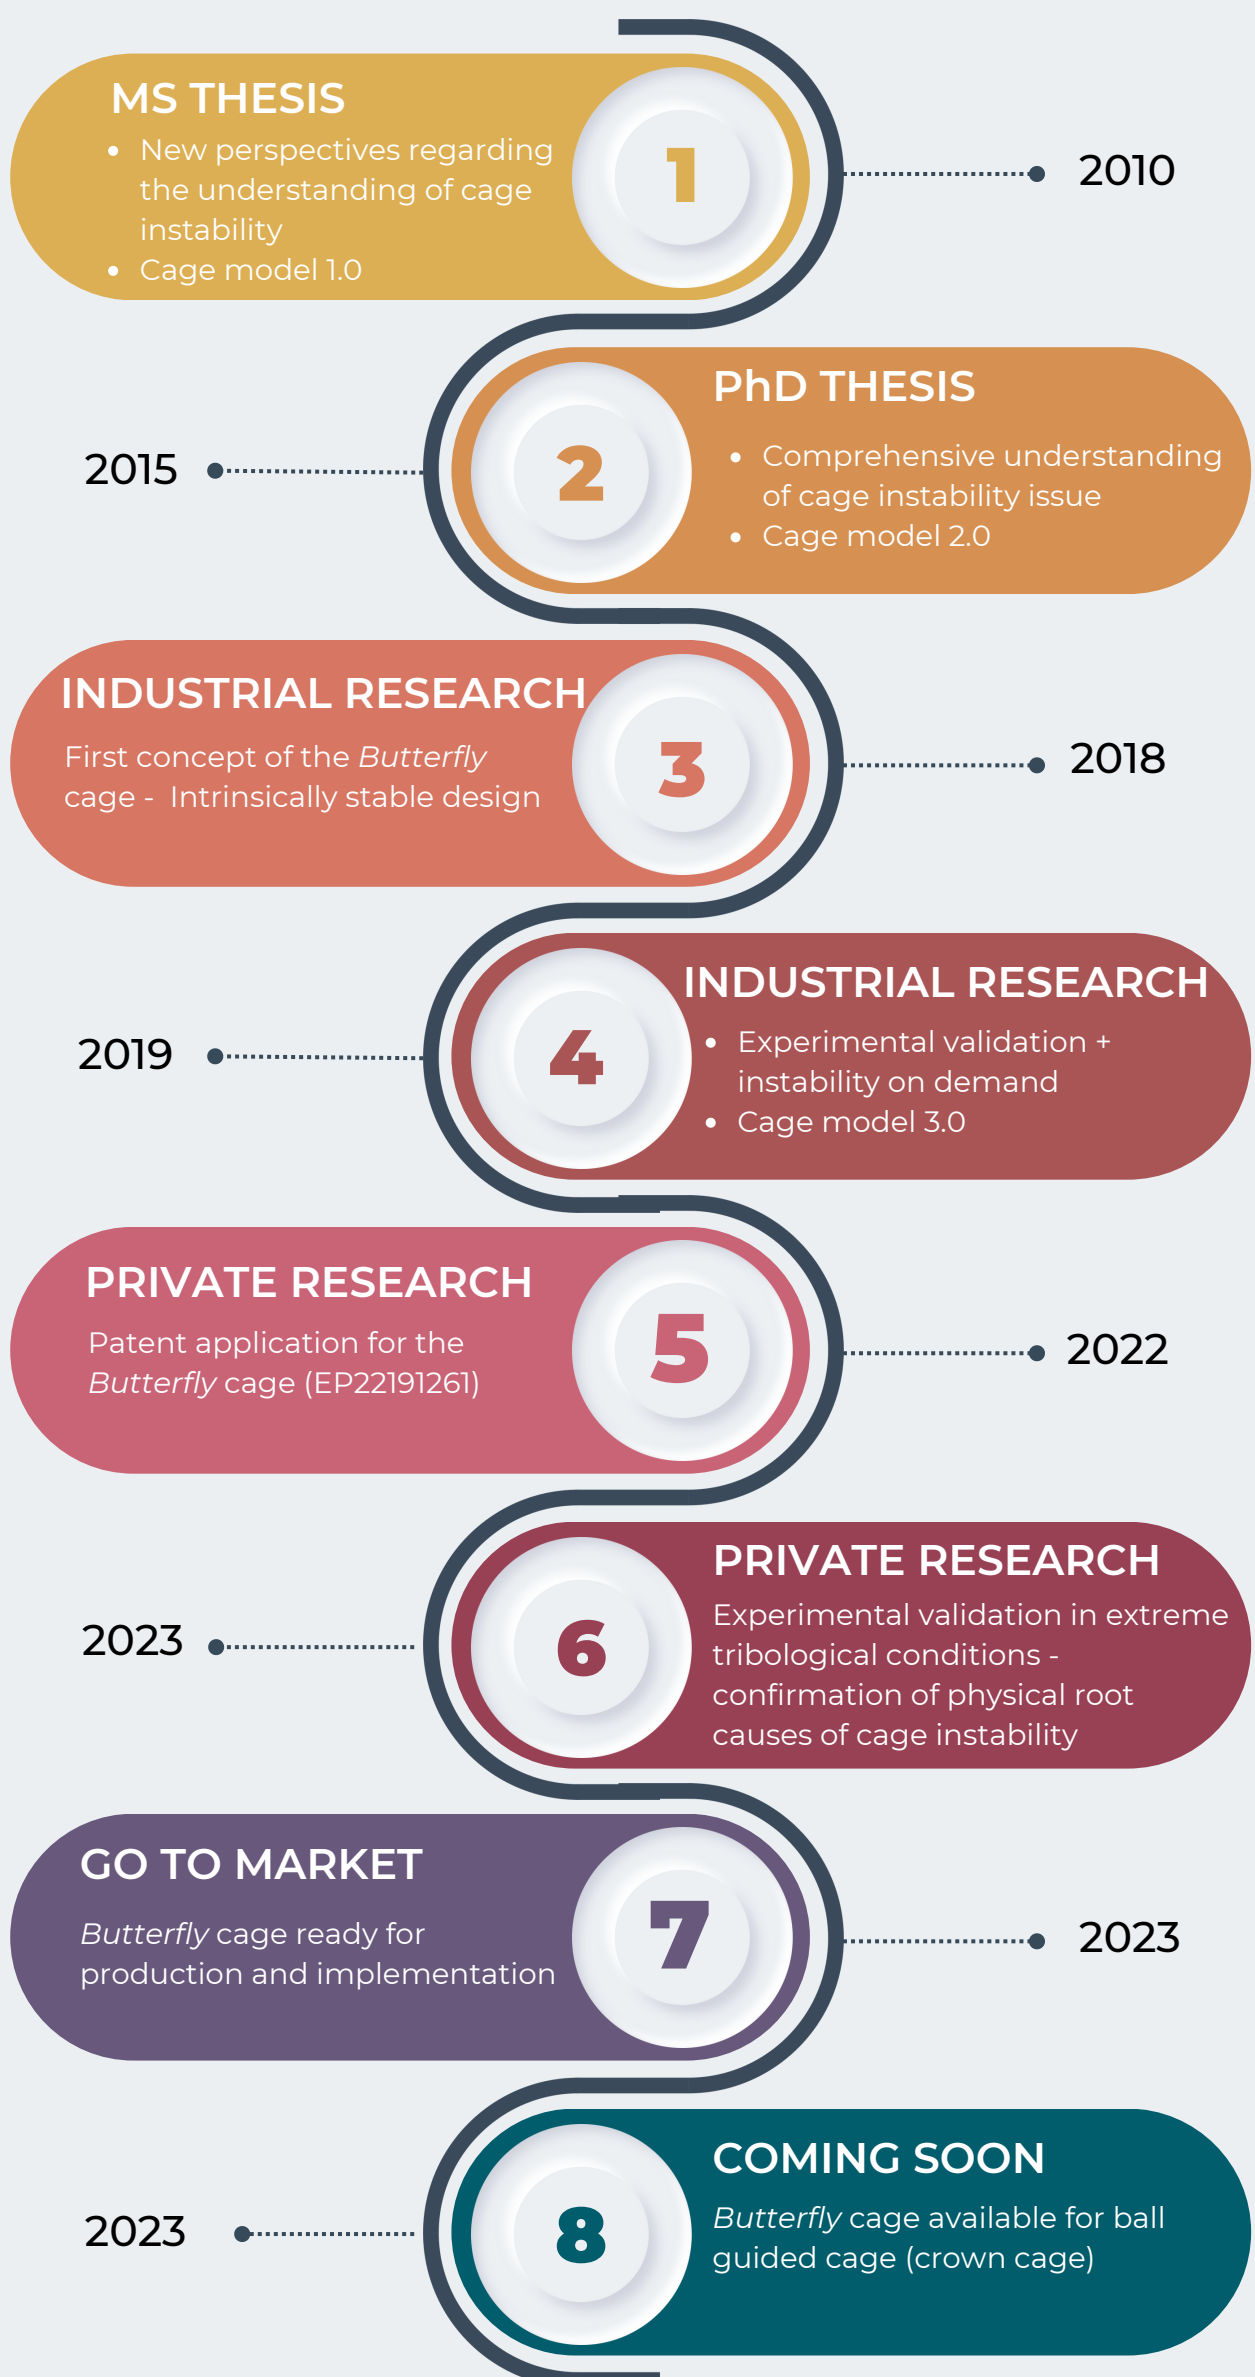 MS THESIS
• New perspectives regarding
the understanding of cage
instability
• Cage model 1.0
1
2010
PhD THESIS
• Comprehensive understanding
of cage instability issue
• Cage model 2.0
2
2015
INDUSTRIAL RESEARCH
First concept of the Butterfly
cage - Intrinsically stable design
3
2018
INDUSTRIAL RESEARCH
• Experimental validation +
instability on demand
• Cage model 3.0
4
2019
PRIVATE RESEARCH
Patent application for the
Butterfly cage (EP22191261)
5
2022
PRIVATE RESEARCH
Experimental validation in extreme
tribological conditions -
confirmation of physical root
causes of cage instability
6
2023
GO TO MARKET
Butterfly cage ready for
production and implementation
7
2023
COMING SOON
Butterfly cage available for ball
guided cage (crown cage)
8
2023